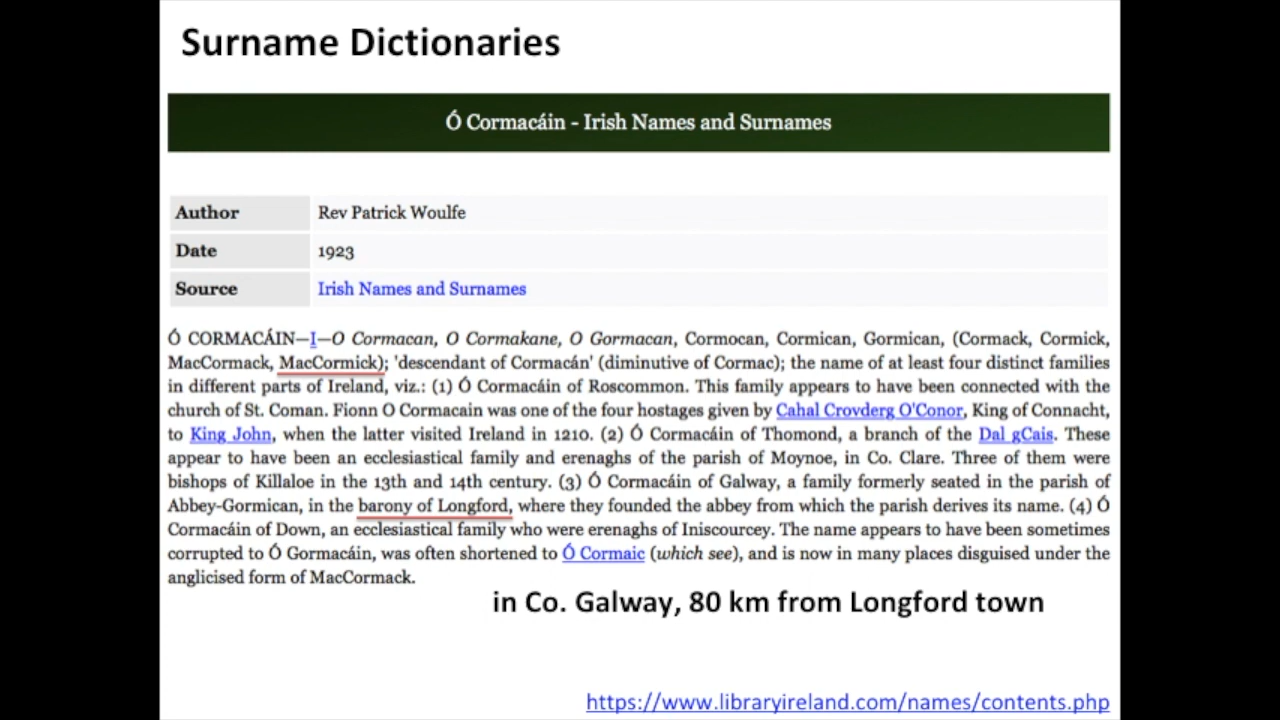 Surname Dictionaries
Ó Cormacáin - Irish Names and Surnames
Author Rev Patrick Woulfe
Date 1923
Source Irish Names and Surnames
Ó CORMACÁIN—I—O Cormacan, O Cormakane, O Gormacan, Cormocan, Cormican, Gormican, (Cormack, Cormick,
MacCormack, MacCormick); 'descendant of Cormacán' (diminutive of Cormac); the name of at least four distinct families
in different parts of Ireland, viz.: (1) Ó Cormacáin of Roscommon. This family appears to have been connected with the
church of St. Coman. Fionn O Cormacain was one of the four hostages given by Cahal Crovderg O'Conor, King of Connacht,
to King John, when the latter visited Ireland in 1210. (2) Ó Cormacáin of Thomond, a branch of the Dal gCais. These
appear to have been an ecclesiastical family and erenaghs of the parish of Moynoe, in Co. Clare. Three of them were
bishops of Killaloe in the 13th and 14th century. (3) Ó Cormacáin of Galway, a family formerly seated in the parish of
Abbey-Gormican, in the barony of Longford, where they founded the abbey from which the parish derives its name. (4) Ó
Cormacáin of Down, an ecclesiastical family who were erenaghs of Iniscourcey. The name appears to have been sometimes
corrupted to Ó Gormacáin, was often shortened to Ó Cormaic (which see), and is now in many places disguised under the
anglicised form of MacCormack.
in Co. Galway, 80 km from Longford town
https://www.libraryireland.com/names/contents.php